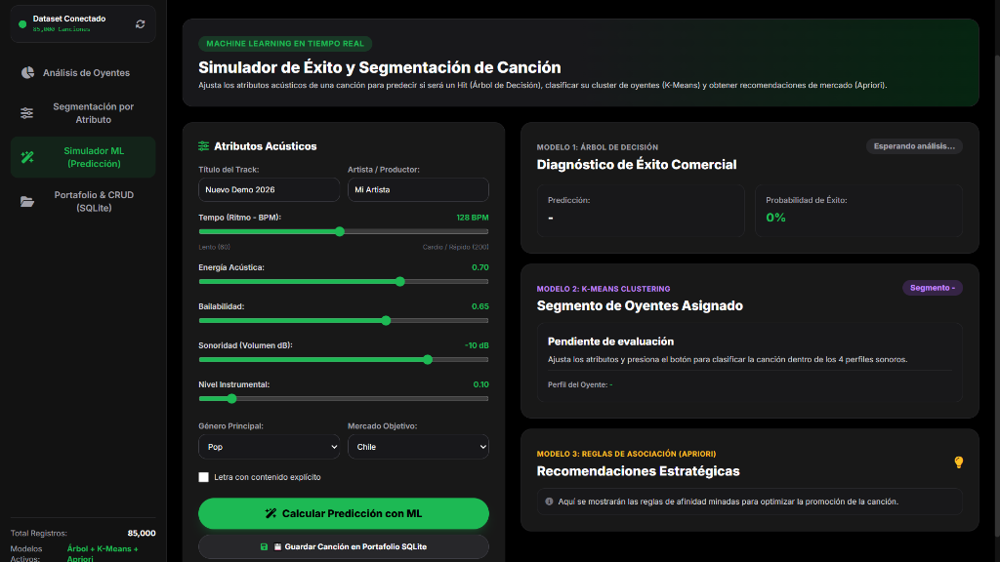 Dataset Conectado
85,000 Canciones
Análisis de Oyentes
Segmentación por
Atributo
Simulador ML
(Predicción)
Portafolio & CRUD
(SQLite)
Total Registros: 85,000
Modelos
Activos:
Árbol + K-Means +
Apriori
MACHINE LEARNING EN TIEMPO REAL
Simulador de Éxito y Segmentación de Canción
Ajusta los atributos acústicos de una canción para predecir si será un Hit (Árbol de Decisión), clasificar su cluster de oyentes (K-Means) y obtener recomendaciones de mercado (Apriori).
Atributos Acústicos
Título del Track: Artista / Productor:
Nuevo Demo 2026 Mi Artista
Tempo (Ritmo - BPM): 128 BPM
Lento (60) Cardio / Rápido (200)
Energía Acústica: 0.70
Bailabilidad: 0.65
Sonoridad (Volumen dB): -10 dB
Nivel Instrumental: 0.10
Género Principal: Mercado Objetivo:
Pop Chile
Letra con contenido explícito
Calcular Predicción con ML
Guardar Canción en Portafolio SQLite
MODELO 1: ÁRBOL DE DECISIÓN
Esperando análisis...
Diagnóstico de Éxito Comercial
Predicción: Probabilidad de Éxito:
- 0%
MODELO 2: K-MEANS CLUSTERING
Segmento -
Segmento de Oyentes Asignado
Pendiente de evaluación
Ajusta los atributos y presiona el botón para clasificar la canción dentro de los 4 perfiles sonoros.
Perfil del Oyente: -
MODELO 3: REGLAS DE ASOCIACIÓN (APRIORI)
Recomendaciones Estratégicas
Aquí se mostrarán las reglas de afinidad minadas para optimizar la promoción de la canción.